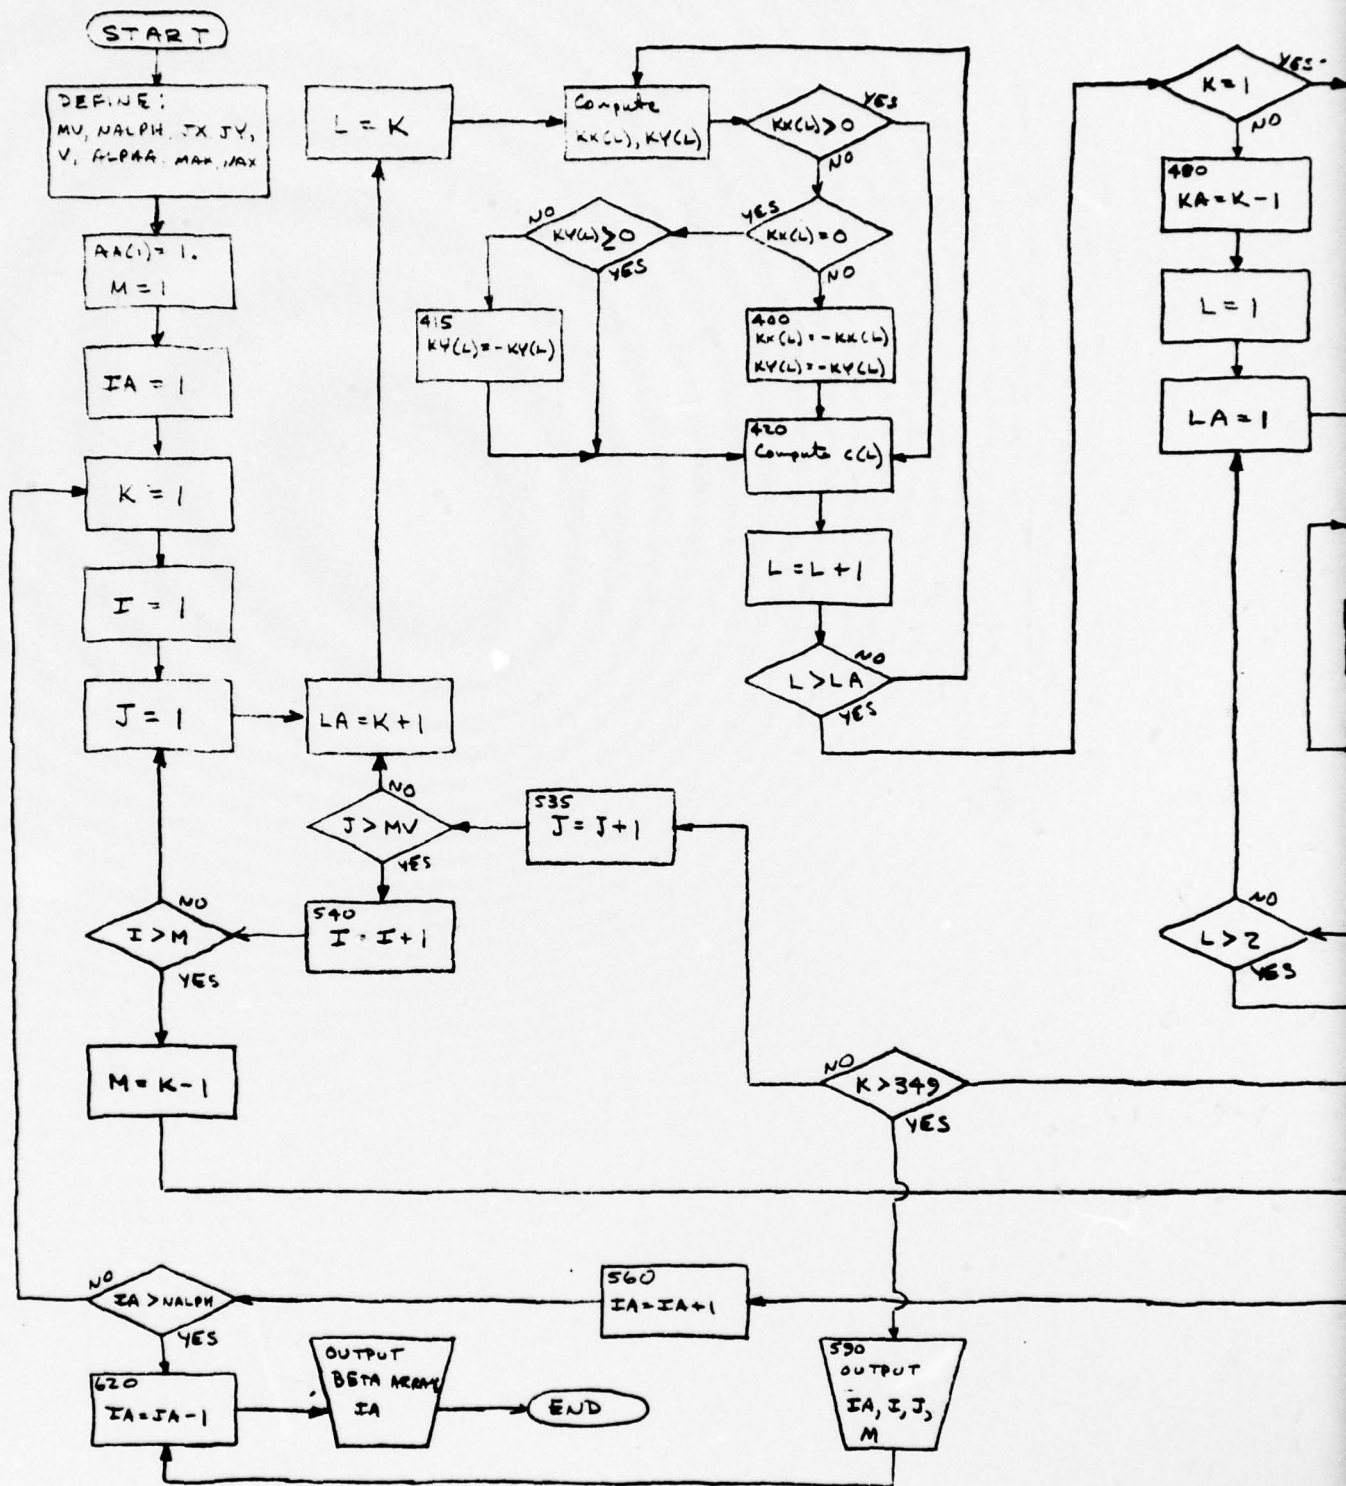 START
DEFINE:
MV, NALPH, JX, JY,
V, ALPHA, MAX, NAX
AA(1) = 1.
M = 1
IA = 1
K = 1
I = 1
J = 1
LA = K + 1
L = K
Compute
KX(L), KY(L)
KX(L) > 0
YES
NO
KX(L) = 0
YES
NO
KY(L) ≥ 0
NO
YES
415
KY(L) = -KY(L)
400
KX(L) = -KX(L)
KY(L) = -KY(L)
420
Compute C(L)
L = L + 1
L > LA
NO
YES
K = 1
YES
NO
480
KA = K - 1
L = 1
LA = 1
L > 2
NO
YES
K > 349
NO
YES
535
J = J + 1
J > MV
NO
YES
540
I = I + 1
I > M
NO
YES
M = K - 1
560
IA = IA + 1
IA > NALPH
NO
YES
620
IA = IA - 1
OUTPUT
BETA ARRAY
IA
END
590
OUTPUT
IA, I, J,
M